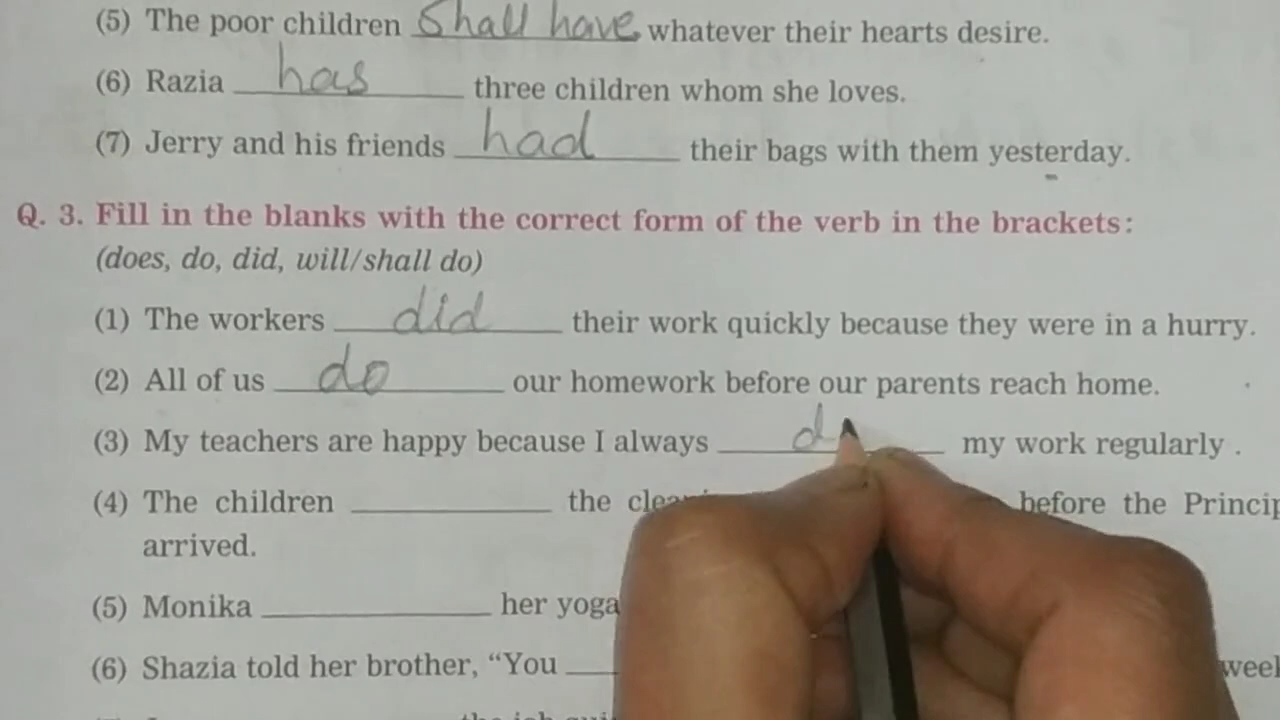 (5) The poor children shall have whatever their hearts desire.
(6) Razia has three children whom she loves.
(7) Jerry and his friends had their bags with them yesterday.
Q. 3. Fill in the blanks with the correct form of the verb in the brackets:
(does, do, did, will/shall do)
(1) The workers did their work quickly because they were in a hurry.
(2) All of us do our homework before our parents reach home.
(3) My teachers are happy because I always d my work regularly .
(4) The children the before the
arrived.
(5) Monika her yoga
(6) Shazia told her brother, “You